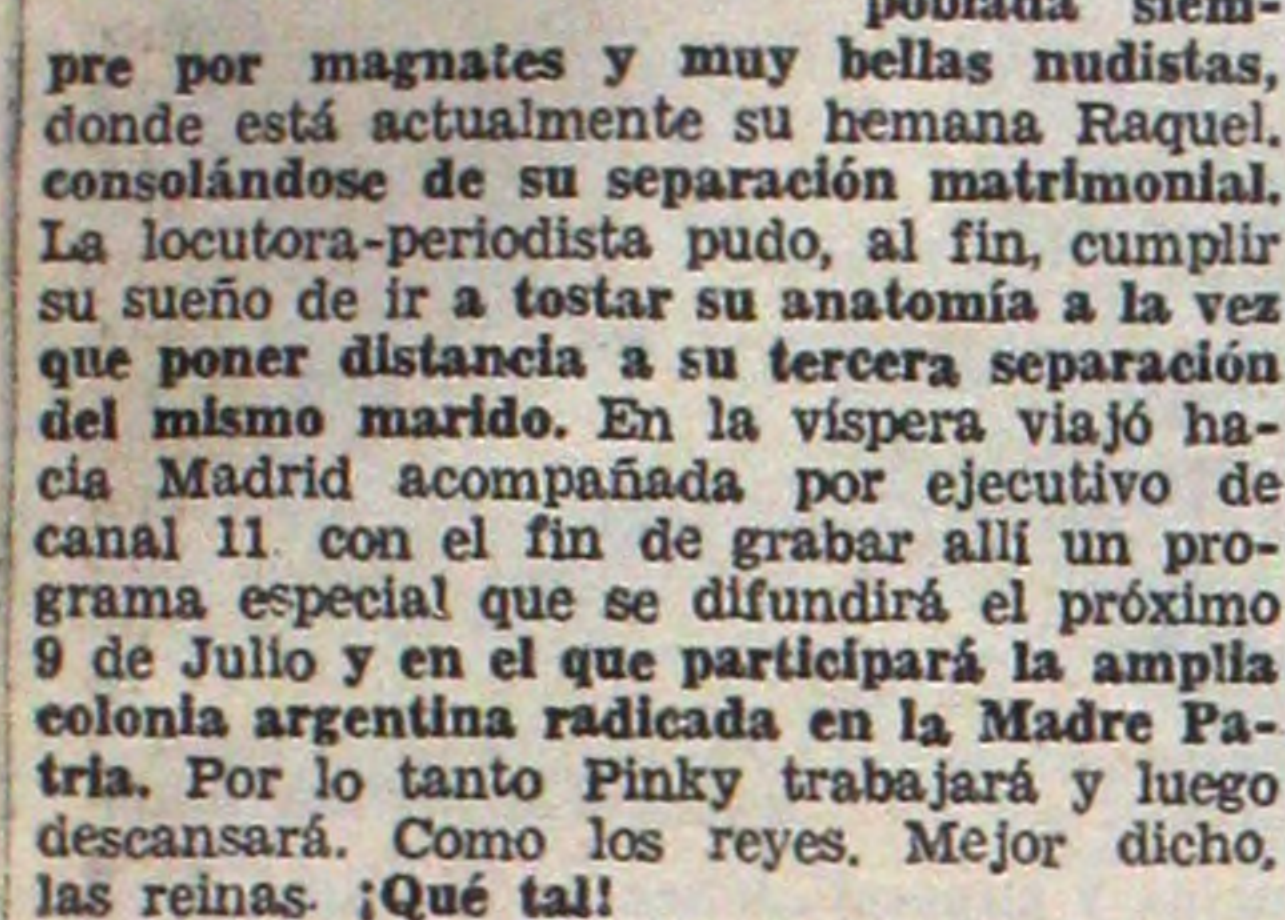 poblada siem-
pre por magnates y muy bellas nudistas,
donde está actualmente su hemana Raquel.
consolándose de su separación matrimonial.
La locutora-periodista pudo, al fin, cumplir
su sueño de ir a tostar su anatomía a la vez
que poner distancia a su tercera separación
del mismo marido. En la víspera viajó ha-
cia Madrid acompañada por ejecutivo de
canal 11. con el fin de grabar allí un pro-
grama especial que se difundirá el próximo
9 de Julio y en el que participará la amplia
colonia argentina radicada en la Madre Pa-
tria. Por lo tanto Pinky trabajará y luego
descansará. Como los reyes. Mejor dicho,
las reinas. ¡Qué tal!